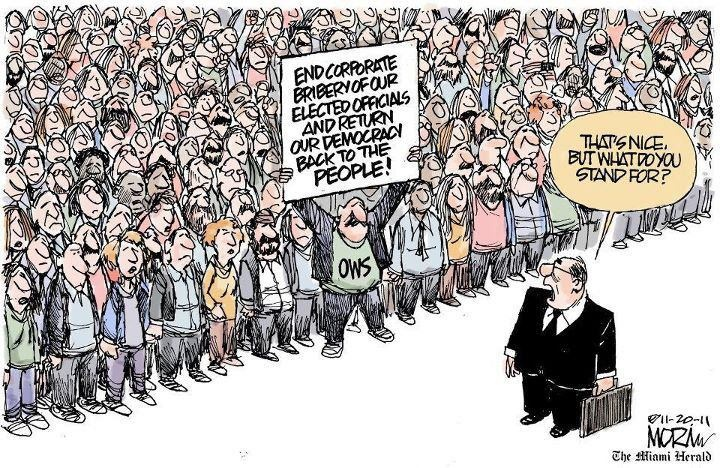 END CORPORATE
BRIBERY OF OUR
ELECTED OFFICIALS
AND RETURN
OUR DEMOCRACY
BACK TO THE
PEOPLE!
OWS
THAT'S NICE,
BUT WHAT DO YOU
STAND FOR?
11-20-11
MORIN
The Miami Herald